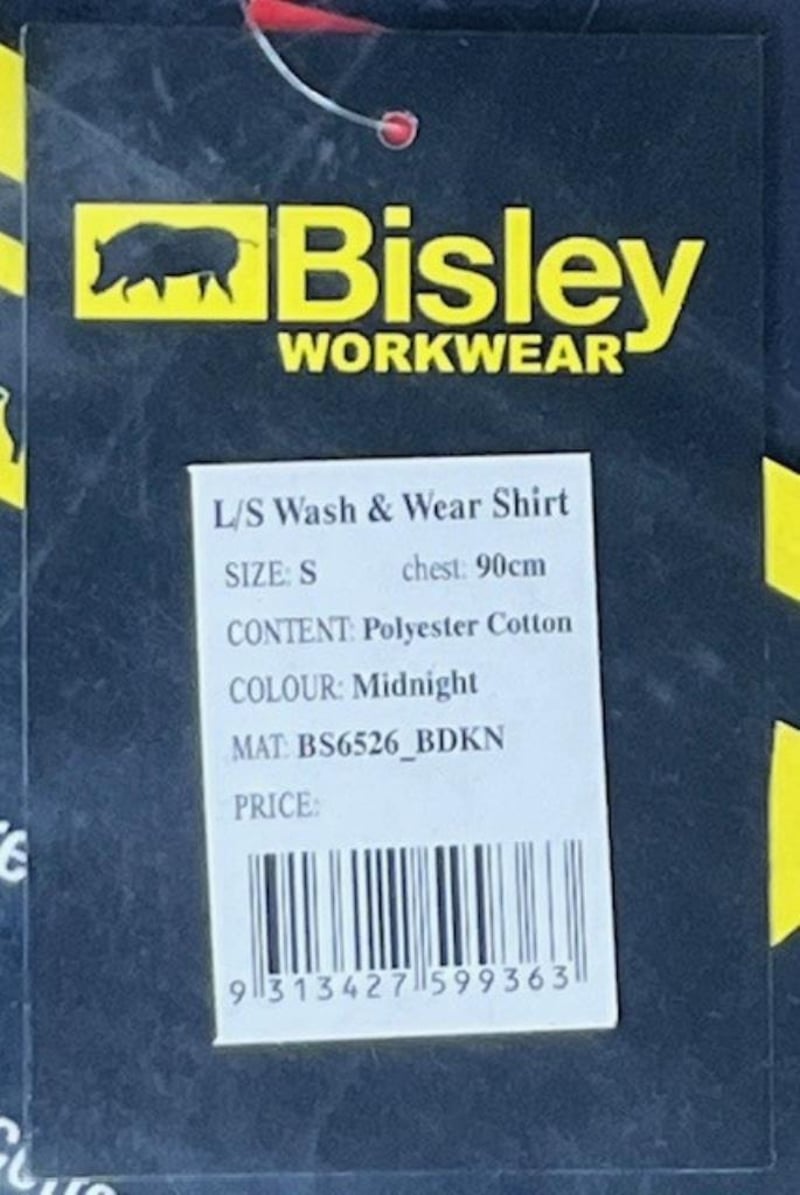 Bisley
WORKWEAR
L/S Wash & Wear Shirt
SIZE: S chest: 90cm
CONTENT: Polyester Cotton
COLOUR: Midnight
MAT: BS6526_BDKN
PRICE:
9 313427 599363